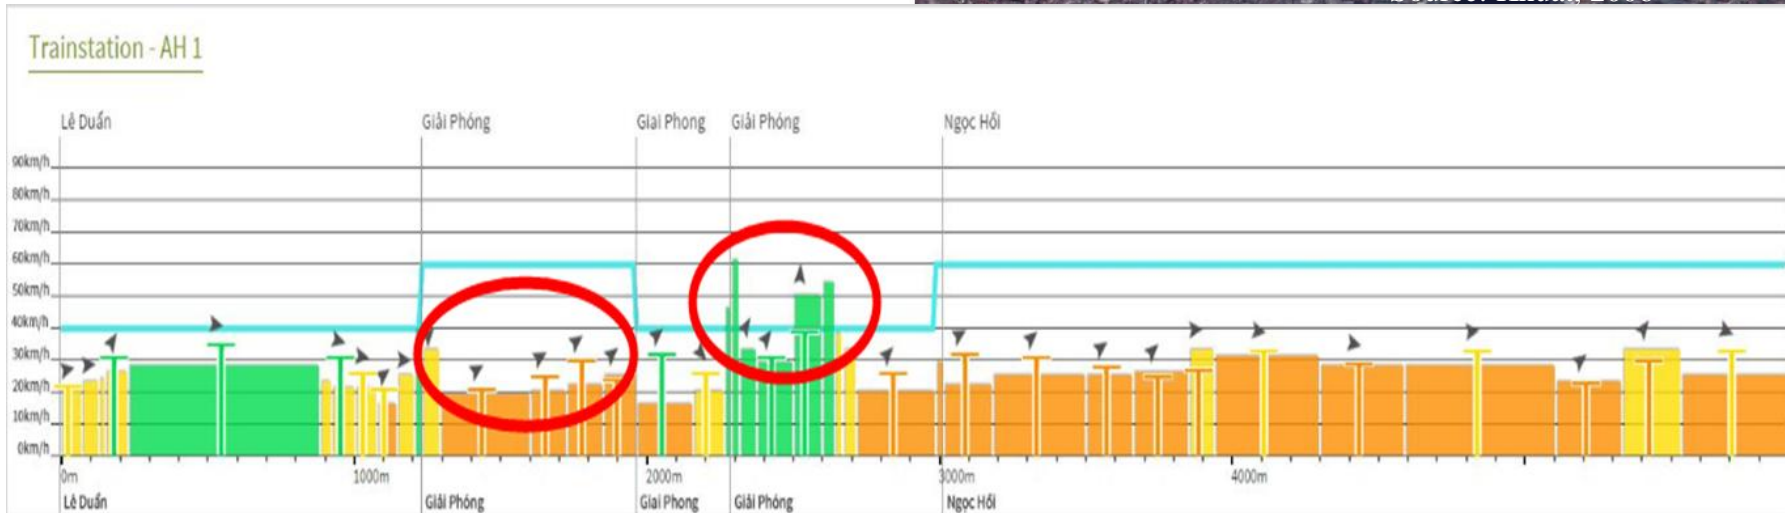 Trainstation - AH 1
Lê Duẩn Giải Phóng Giai Phong Giải Phóng Ngọc Hồi
90km/h
80km/h
70km/h
60km/h
50km/h
40km/h
30km/h
20km/h
10km/h
0km/h
0m 1000m 2000m 3000m 4000m
Lê Duẩn Giải Phóng Giai Phong Giải Phóng Ngọc Hồi